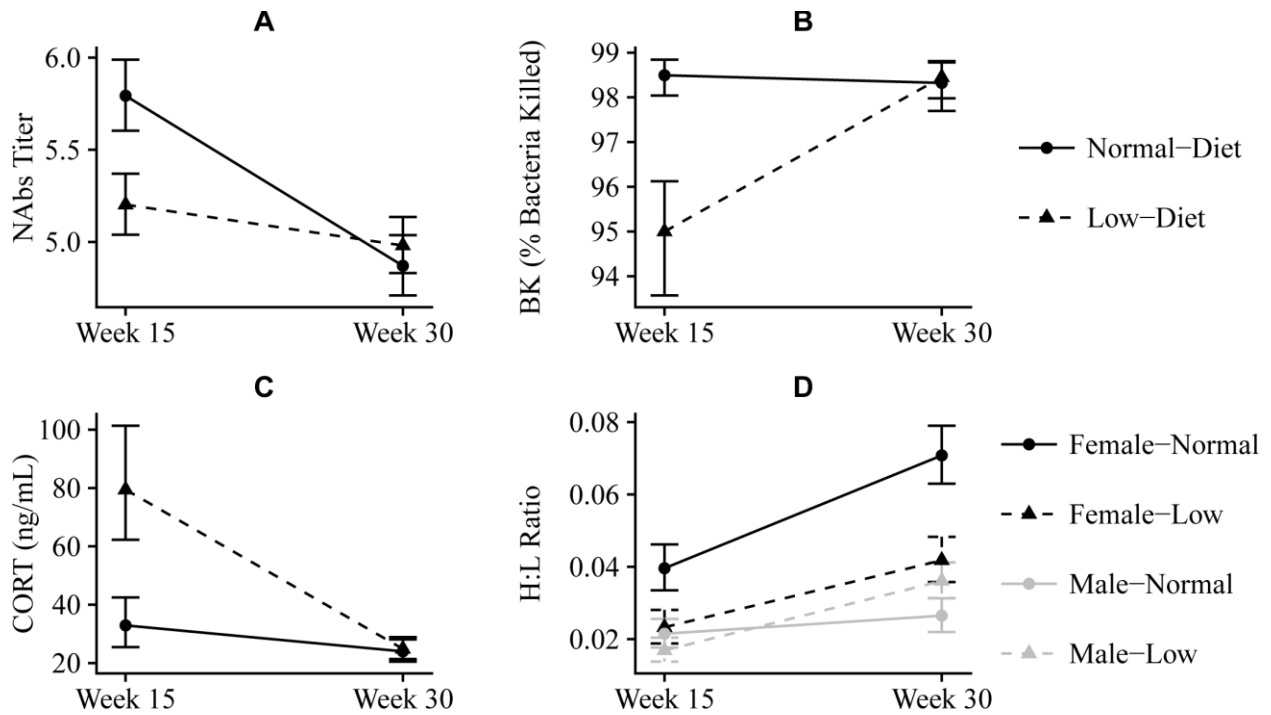 A
NAbs Titer
6.0
5.5
5.0
Week 15
Week 30
B
BK (% Bacteria Killed)
99
98
97
96
95
94
Week 15
Week 30
Normal−Diet
Low−Diet
C
CORT (ng/mL)
100
80
60
40
20
Week 15
Week 30
D
H:L Ratio
0.08
0.06
0.04
0.02
Week 15
Week 30
Female−Normal
Female−Low
Male−Normal
Male−Low